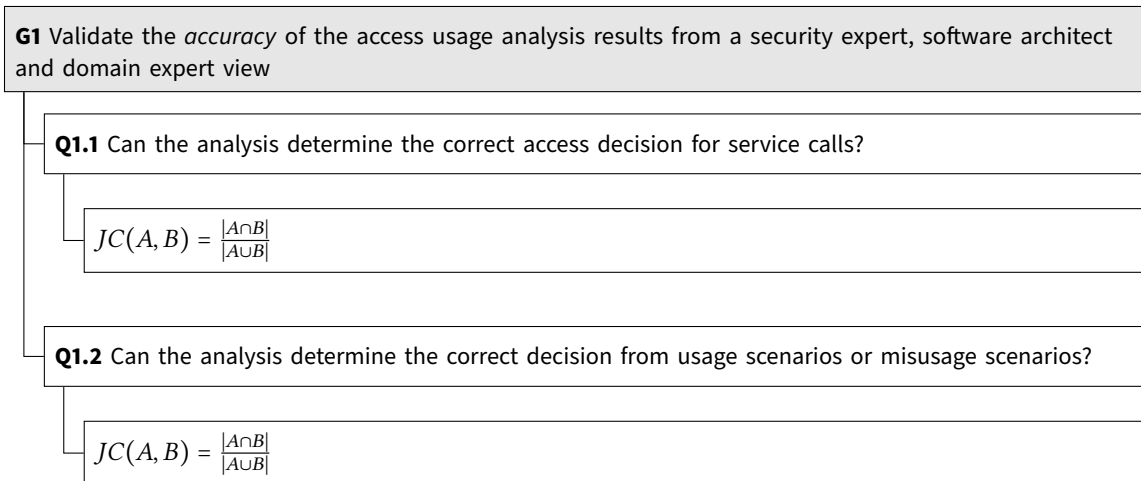 G1 Validate the accuracy of the access usage analysis results from a security expert, software architect
and domain expert view
Q1.1 Can the analysis determine the correct access decision for service calls?
JC(A, B) = |A∩B| / |A∪B|
Q1.2 Can the analysis determine the correct decision from usage scenarios or misusage scenarios?
JC(A, B) = |A∩B| / |A∪B|